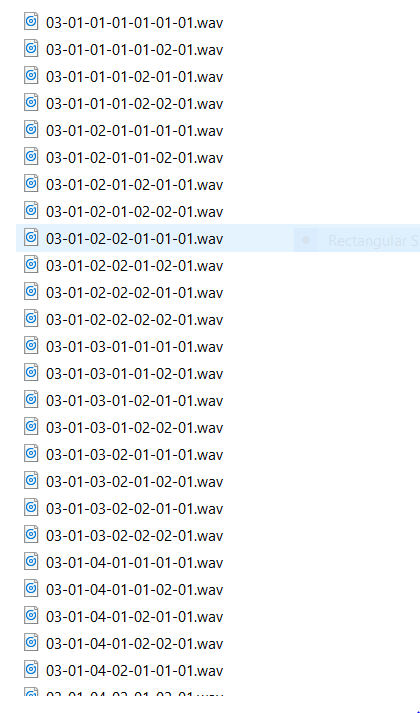 03-01-01-01-01-01-01.wav
03-01-01-01-01-02-01.wav
03-01-01-01-02-01-01.wav
03-01-01-01-02-02-01.wav
03-01-02-01-01-01-01.wav
03-01-02-01-01-02-01.wav
03-01-02-01-02-01-01.wav
03-01-02-01-02-02-01.wav
03-01-02-02-01-01-01.wav
Rectangular S
03-01-02-02-01-02-01.wav
03-01-02-02-02-01-01.wav
03-01-02-02-02-02-01.wav
03-01-03-01-01-01-01.wav
03-01-03-01-01-02-01.wav
03-01-03-01-02-01-01.wav
03-01-03-01-02-02-01.wav
03-01-03-02-01-01-01.wav
03-01-03-02-01-02-01.wav
03-01-03-02-02-01-01.wav
03-01-03-02-02-02-01.wav
03-01-04-01-01-01-01.wav
03-01-04-01-01-02-01.wav
03-01-04-01-02-01-01.wav
03-01-04-01-02-02-01.wav
03-01-04-02-01-01-01.wav
03-01-04-02-01-02-01.wav